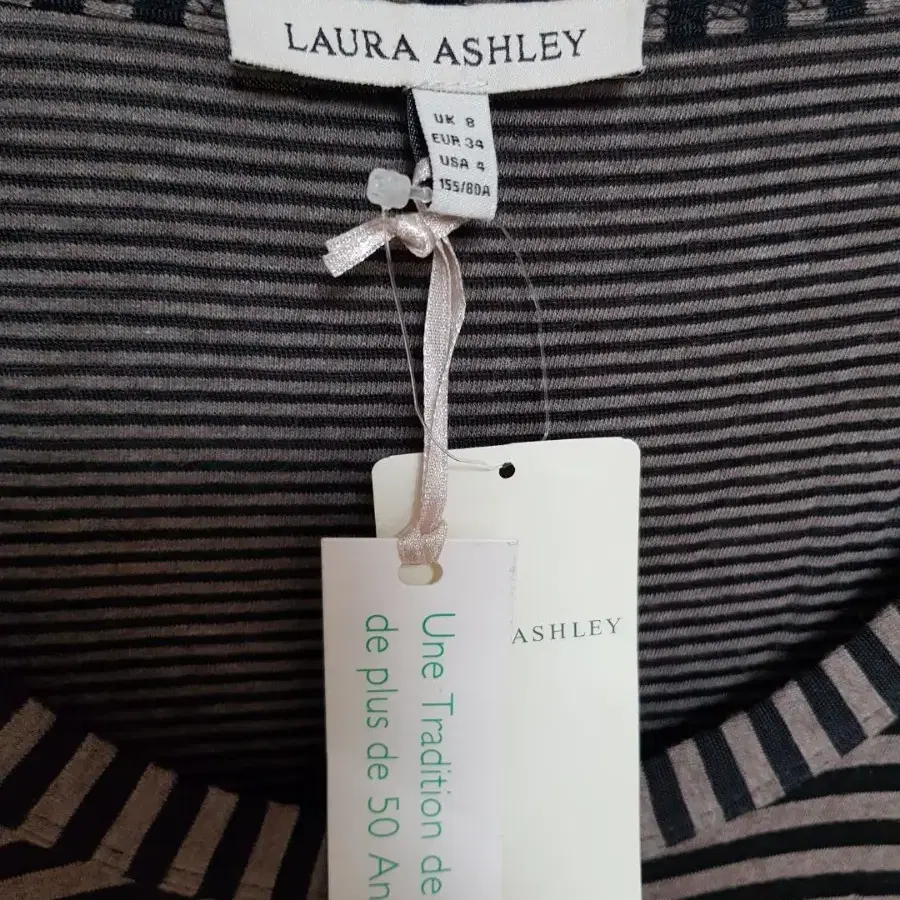 LAURA ASHLEY
UK 8
EUR 34
USA 4
155/80A
ASHLEY
Une Tradition de
de plus de 50 An